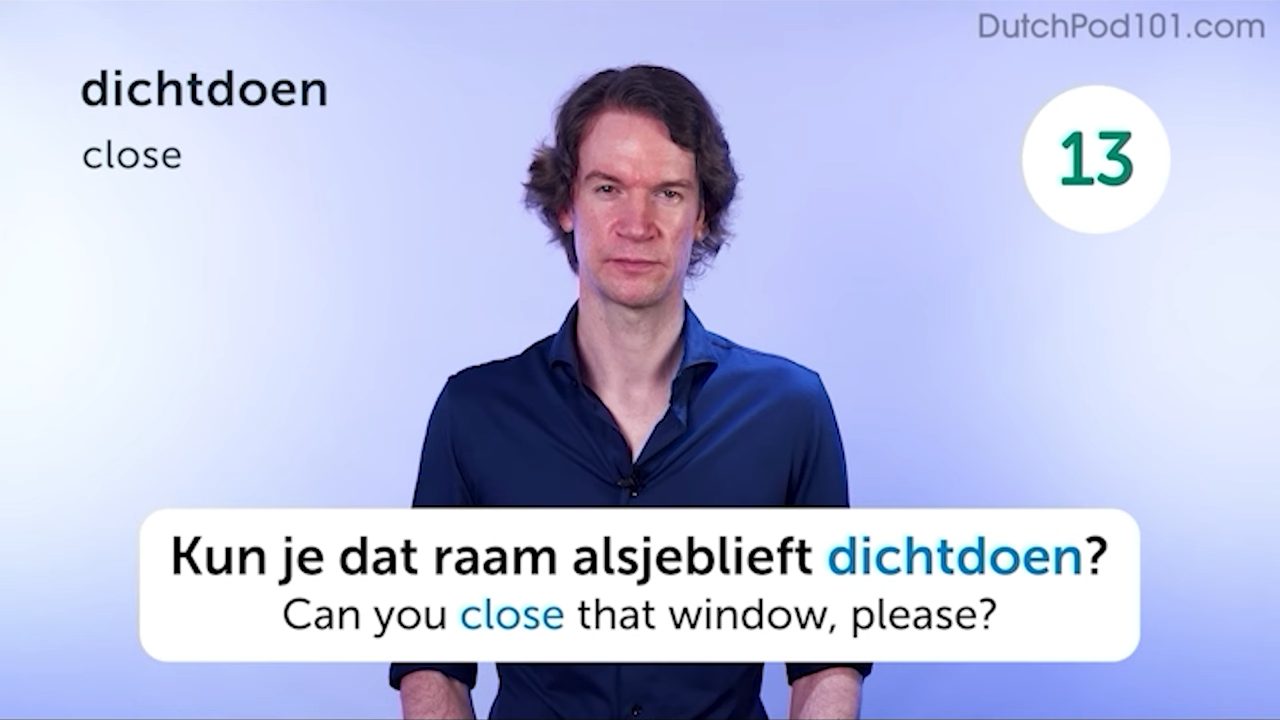 DutchPod101.com
dichtdoen
close
13
Kun je dat raam alsjeblieft dichtdoen?
Can you close that window, please?